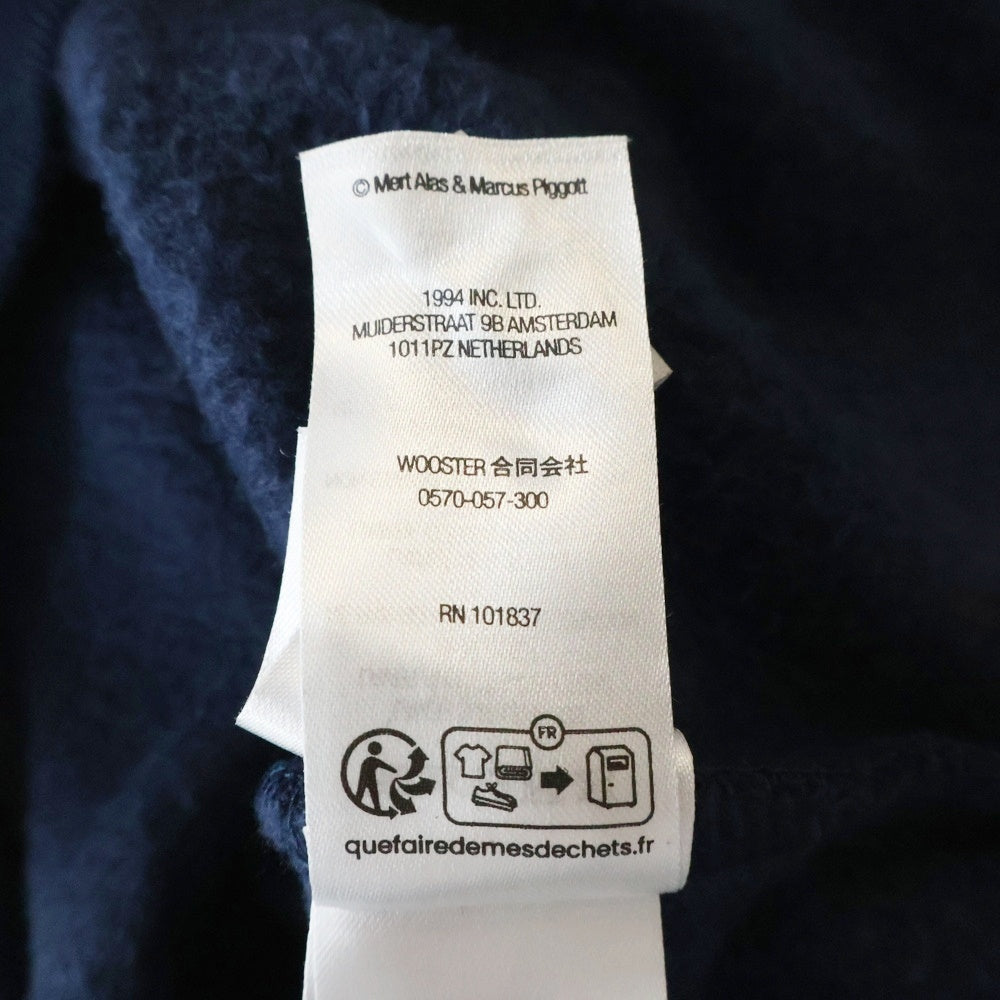 © Mert Alas & Marcus Piggott
1994 INC. LTD.
MUIDERSTRAAT 9B AMSTERDAM
1011PZ NETHERLANDS
WOOSTER 合同会社
0570-057-300
RN 101837
FR
quefairedemesdechets.fr